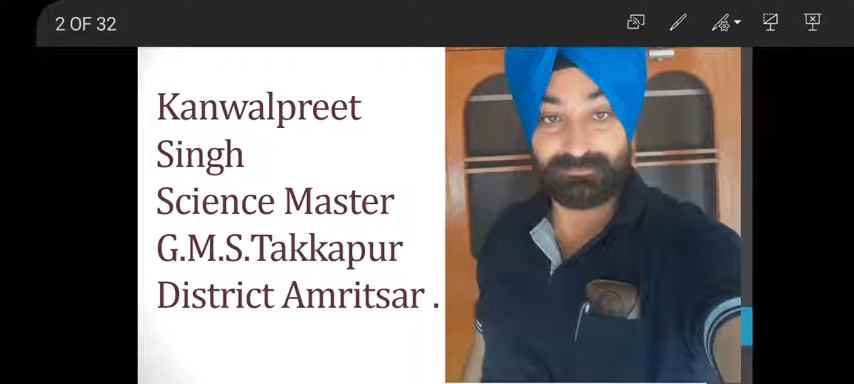 2 OF 32
Kanwalpreet
Singh
Science Master
G.M.S.Takkapur
District Amritsar .